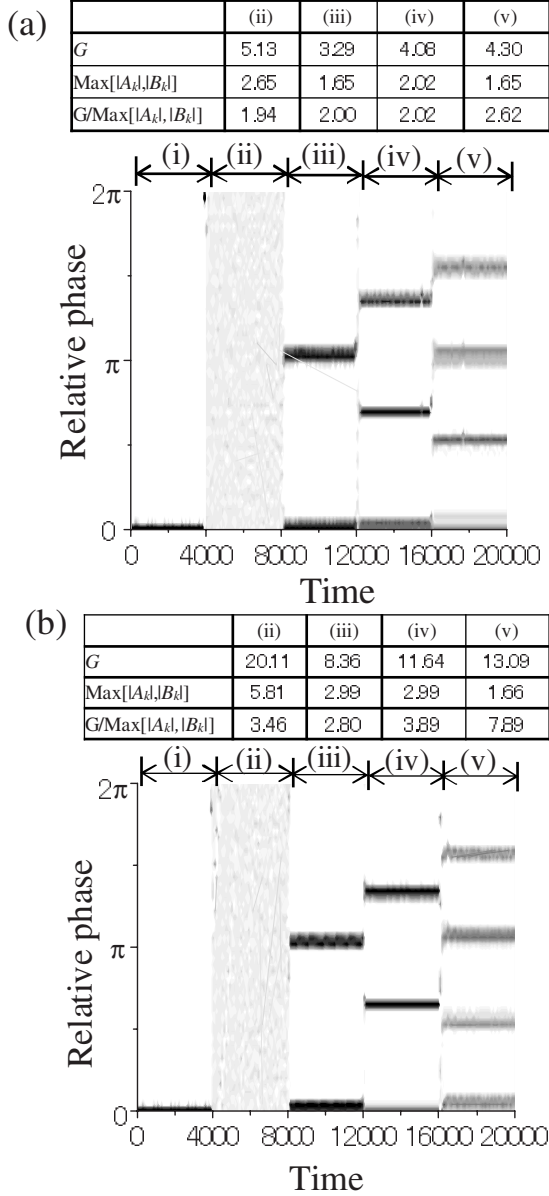 (a)
(ii) (iii) (iv) (v)
G 5.13 3.29 4.08 4.30
Max[|Ak|,|Bk|] 2.65 1.65 2.02 1.65
G/Max[|Ak|,|Bk|] 1.94 2.00 2.02 2.62
(i) (ii) (iii) (iv) (v)
2π
π
0
Relative phase
0 4000 8000 12000 16000 20000
Time
(b)
(ii) (iii) (iv) (v)
G 20.11 8.36 11.64 13.09
Max[|Ak|,|Bk|] 5.81 2.99 2.99 1.66
G/Max[|Ak|,|Bk|] 3.46 2.80 3.89 7.89
(i) (ii) (iii) (iv) (v)
2π
π
0
Relative phase
0 4000 8000 12000 16000 20000
Time